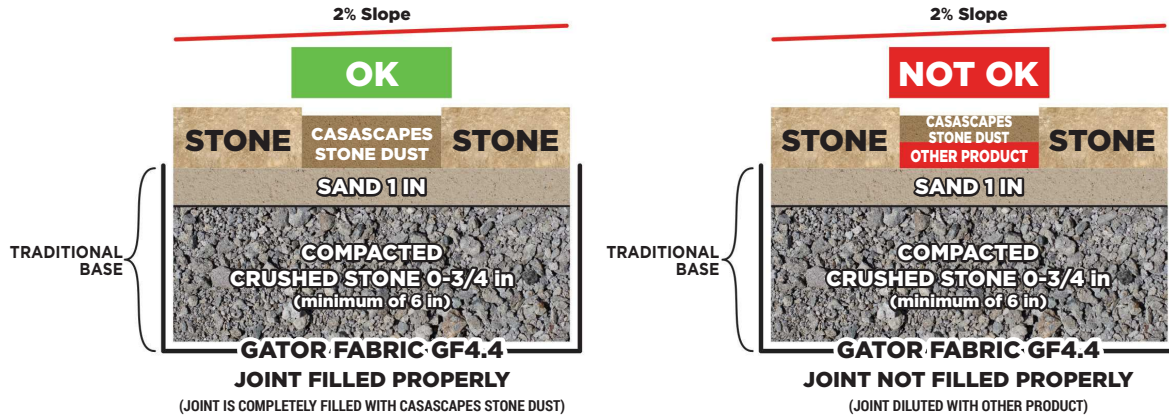 2% Slope
OK
STONE
CASASCAPES
STONE DUST
STONE
SAND 1 IN
TRADITIONAL
BASE
COMPACTED
CRUSHED STONE 0-3/4 in
(minimum of 6 in)
GATOR FABRIC GF4.4
JOINT FILLED PROPERLY
(JOINT IS COMPLETELY FILLED WITH CASASCAPES STONE DUST)
2% Slope
NOT OK
STONE
CASASCAPES
STONE DUST
OTHER PRODUCT
STONE
SAND 1 IN
TRADITIONAL
BASE
COMPACTED
CRUSHED STONE 0-3/4 in
(minimum of 6 in)
GATOR FABRIC GF4.4
JOINT NOT FILLED PROPERLY
(JOINT DILUTED WITH OTHER PRODUCT)